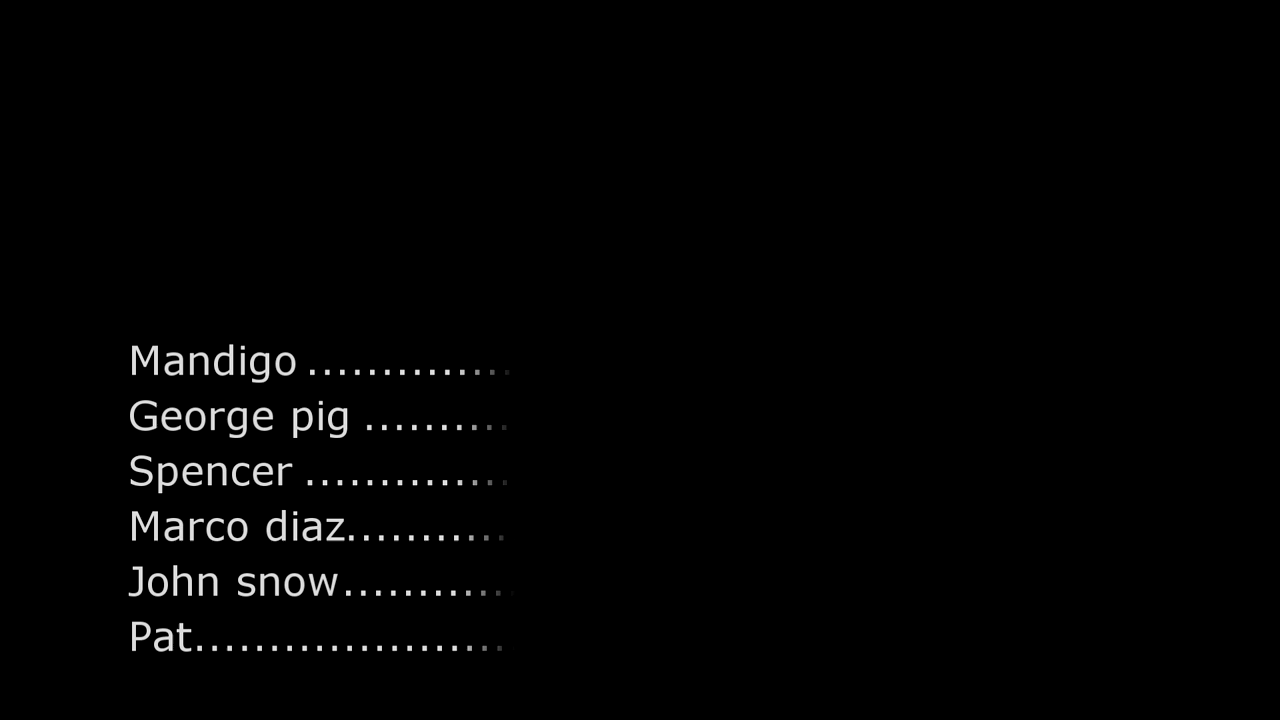 Mandigo ..............
George pig ..........
Spencer ..............
Marco diaz...........
John snow............
Pat.....................